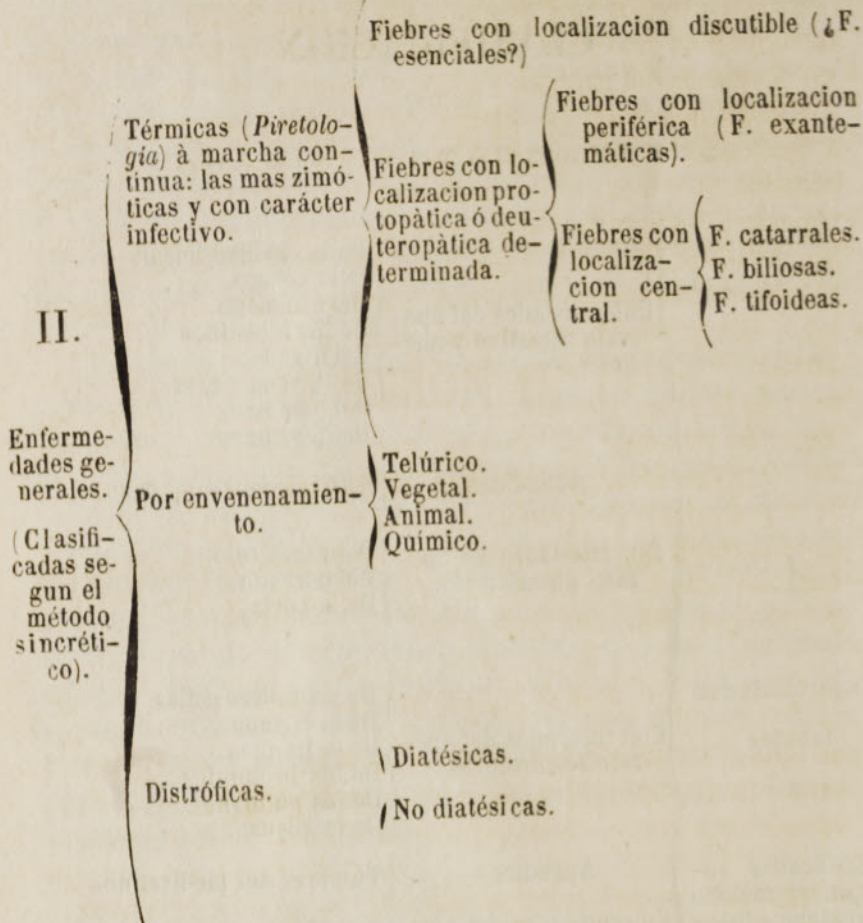 Fiebres con localizacion discutible (¿F.
esenciales?)
Térmicas (Piretolo-
gia) à marcha con-
tinua: las mas zimó-
ticas y con carácter
infectivo.
Fiebres con lo-
calizacion pro-
topàtica ó deu-
teropàtica de-
terminada.
Fiebres con localizacion
periférica (F. exante-
máticas).
Fiebres con
localiza-
cion cen-
tral.
F. catarrales.
F. biliosas.
F. tifoideas.
II.
Enferme-
dades ge-
nerales.
(Clasifi-
cadas se-
gun el
método
sincréti-
co).
Por envenenamien-
to.
Telúrico.
Vegetal.
Animal.
Químico.
Distróficas.
Diatésicas.
No diatésicas.